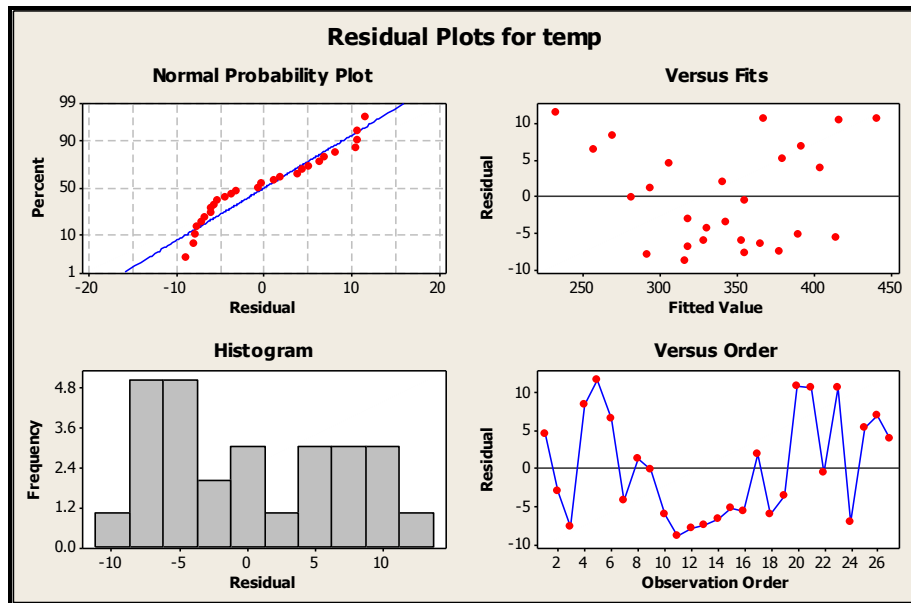 Residual Plots for temp
Normal Probability Plot
Percent
99
90
50
10
1
-20 -10 0 10 20
Residual
Versus Fits
Residual
10
5
0
-5
-10
250 300 350 400 450
Fitted Value
Histogram
Frequency
4.8
3.6
2.4
1.2
0.0
-10 -5 0 5 10
Residual
Versus Order
Residual
10
5
0
-5
-10
2 4 6 8 10 12 14 16 18 20 22 24 26
Observation Order